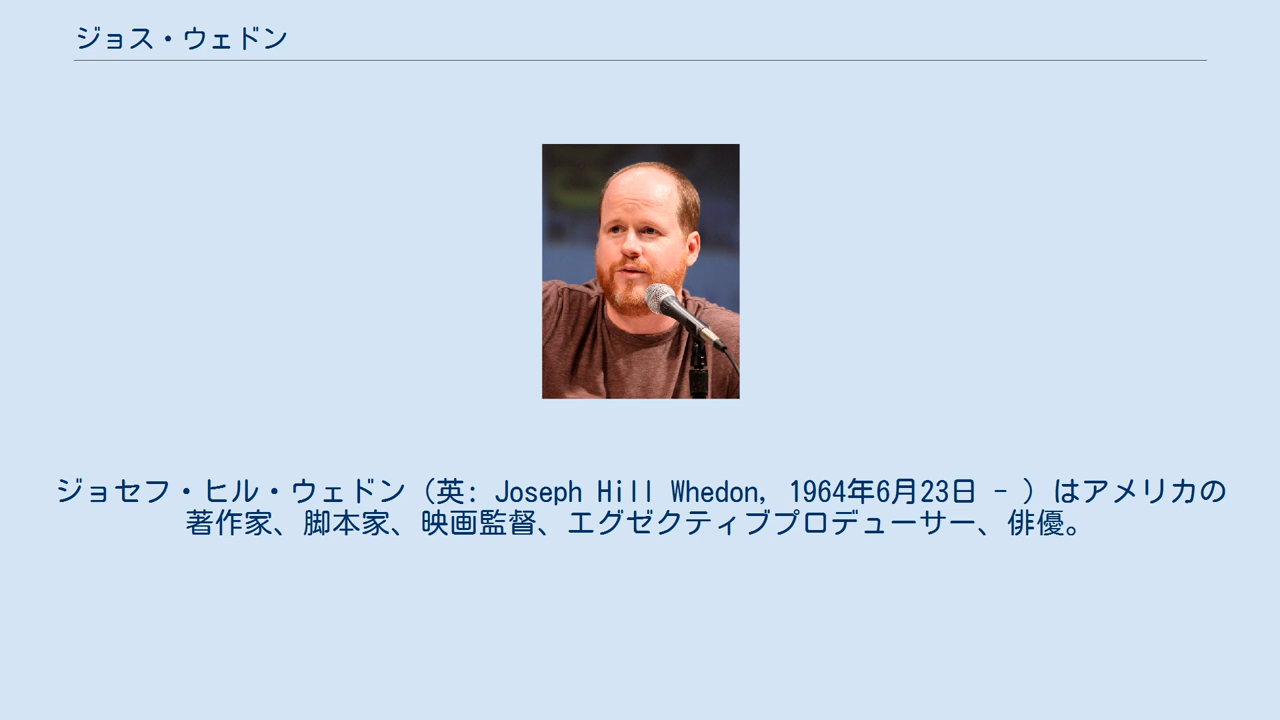 ジョス・ウェドン
ジョセフ・ヒル・ウェドン（英: Joseph Hill Whedon, 1964年6月23日 - ）はアメリカの
著作家、脚本家、映画監督、エグゼクティブプロデューサー、俳優。